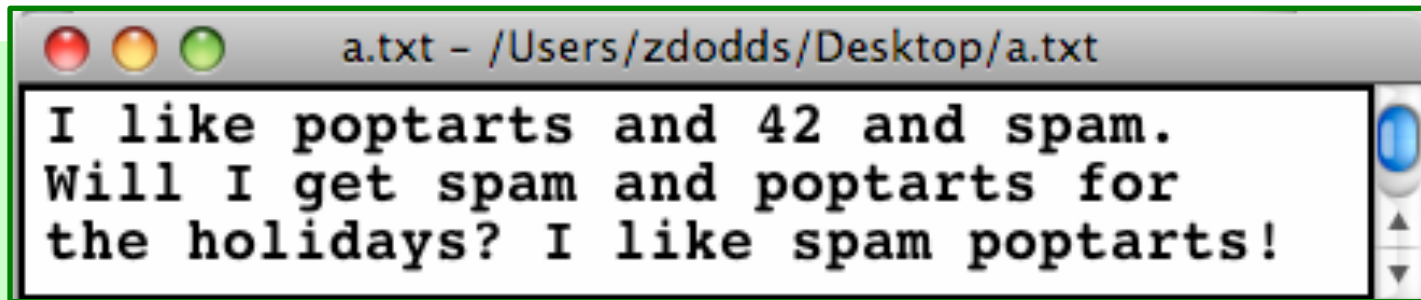 a.txt – /Users/zdodds/Desktop/a.txt
I like poptarts and 42 and spam.
Will I get spam and poptarts for
the holidays? I like spam poptarts!